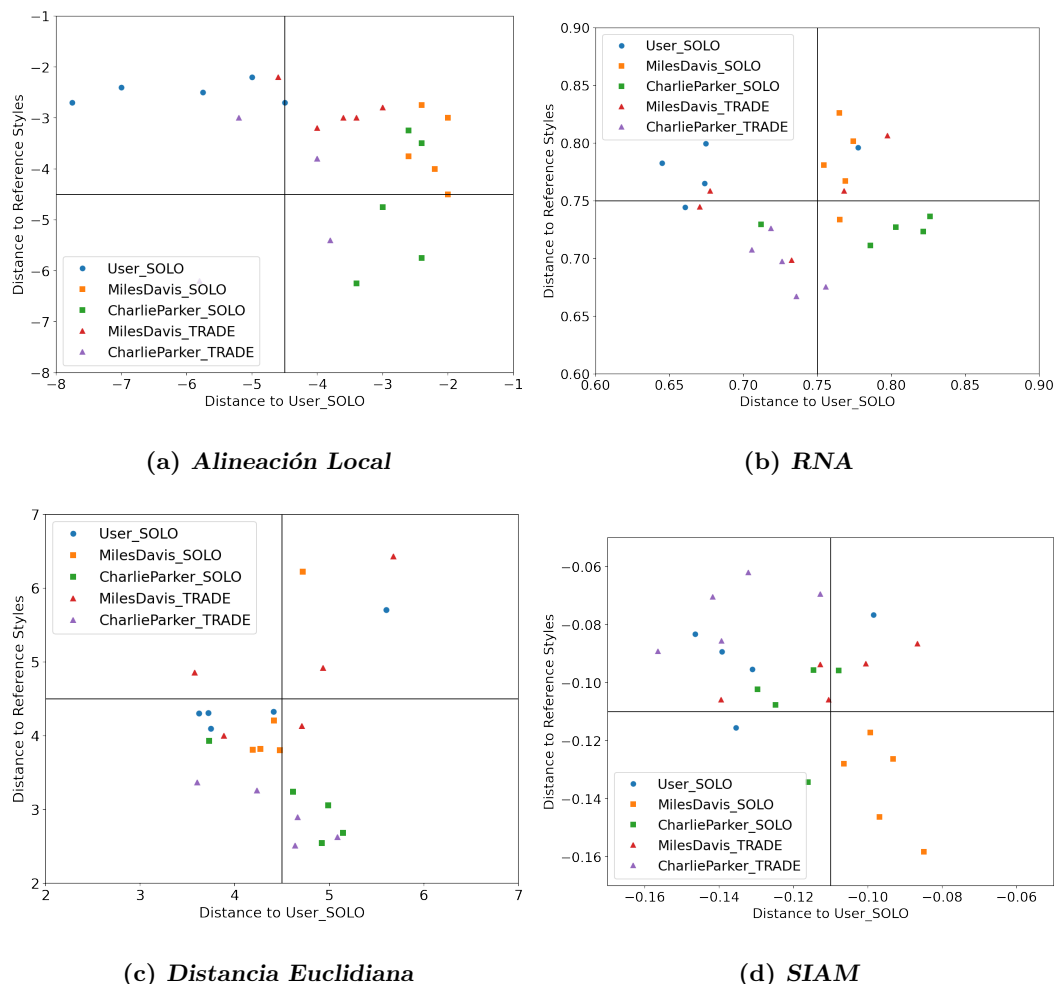 −1
−2
−3
−4
−5
−6
−7
−8
Distance to Reference Styles
User_SOLO
MilesDavis_SOLO
CharlieParker_SOLO
MilesDavis_TRADE
CharlieParker_TRADE
−8 −7 −6 −5 −4 −3 −2 −1
Distance to User_SOLO
(a) Alineación Local
0.90
0.85
0.80
0.75
0.70
0.65
0.60
Distance to Reference Styles
User_SOLO
MilesDavis_SOLO
CharlieParker_SOLO
MilesDavis_TRADE
CharlieParker_TRADE
0.60 0.65 0.70 0.75 0.80 0.85 0.90
Distance to User_SOLO
(b) RNA
7
6
5
4
3
2
Distance to Reference Styles
User_SOLO
MilesDavis_SOLO
CharlieParker_SOLO
MilesDavis_TRADE
CharlieParker_TRADE
2 3 4 5 6 7
Distance to User_SOLO
(c) Distancia Euclidiana
−0.06
−0.08
−0.10
−0.12
−0.14
−0.16
Distance to Reference Styles
User_SOLO
MilesDavis_SOLO
CharlieParker_SOLO
MilesDavis_TRADE
CharlieParker_TRADE
−0.16 −0.14 −0.12 −0.10 −0.08 −0.06
Distance to User_SOLO
(d) SIAM